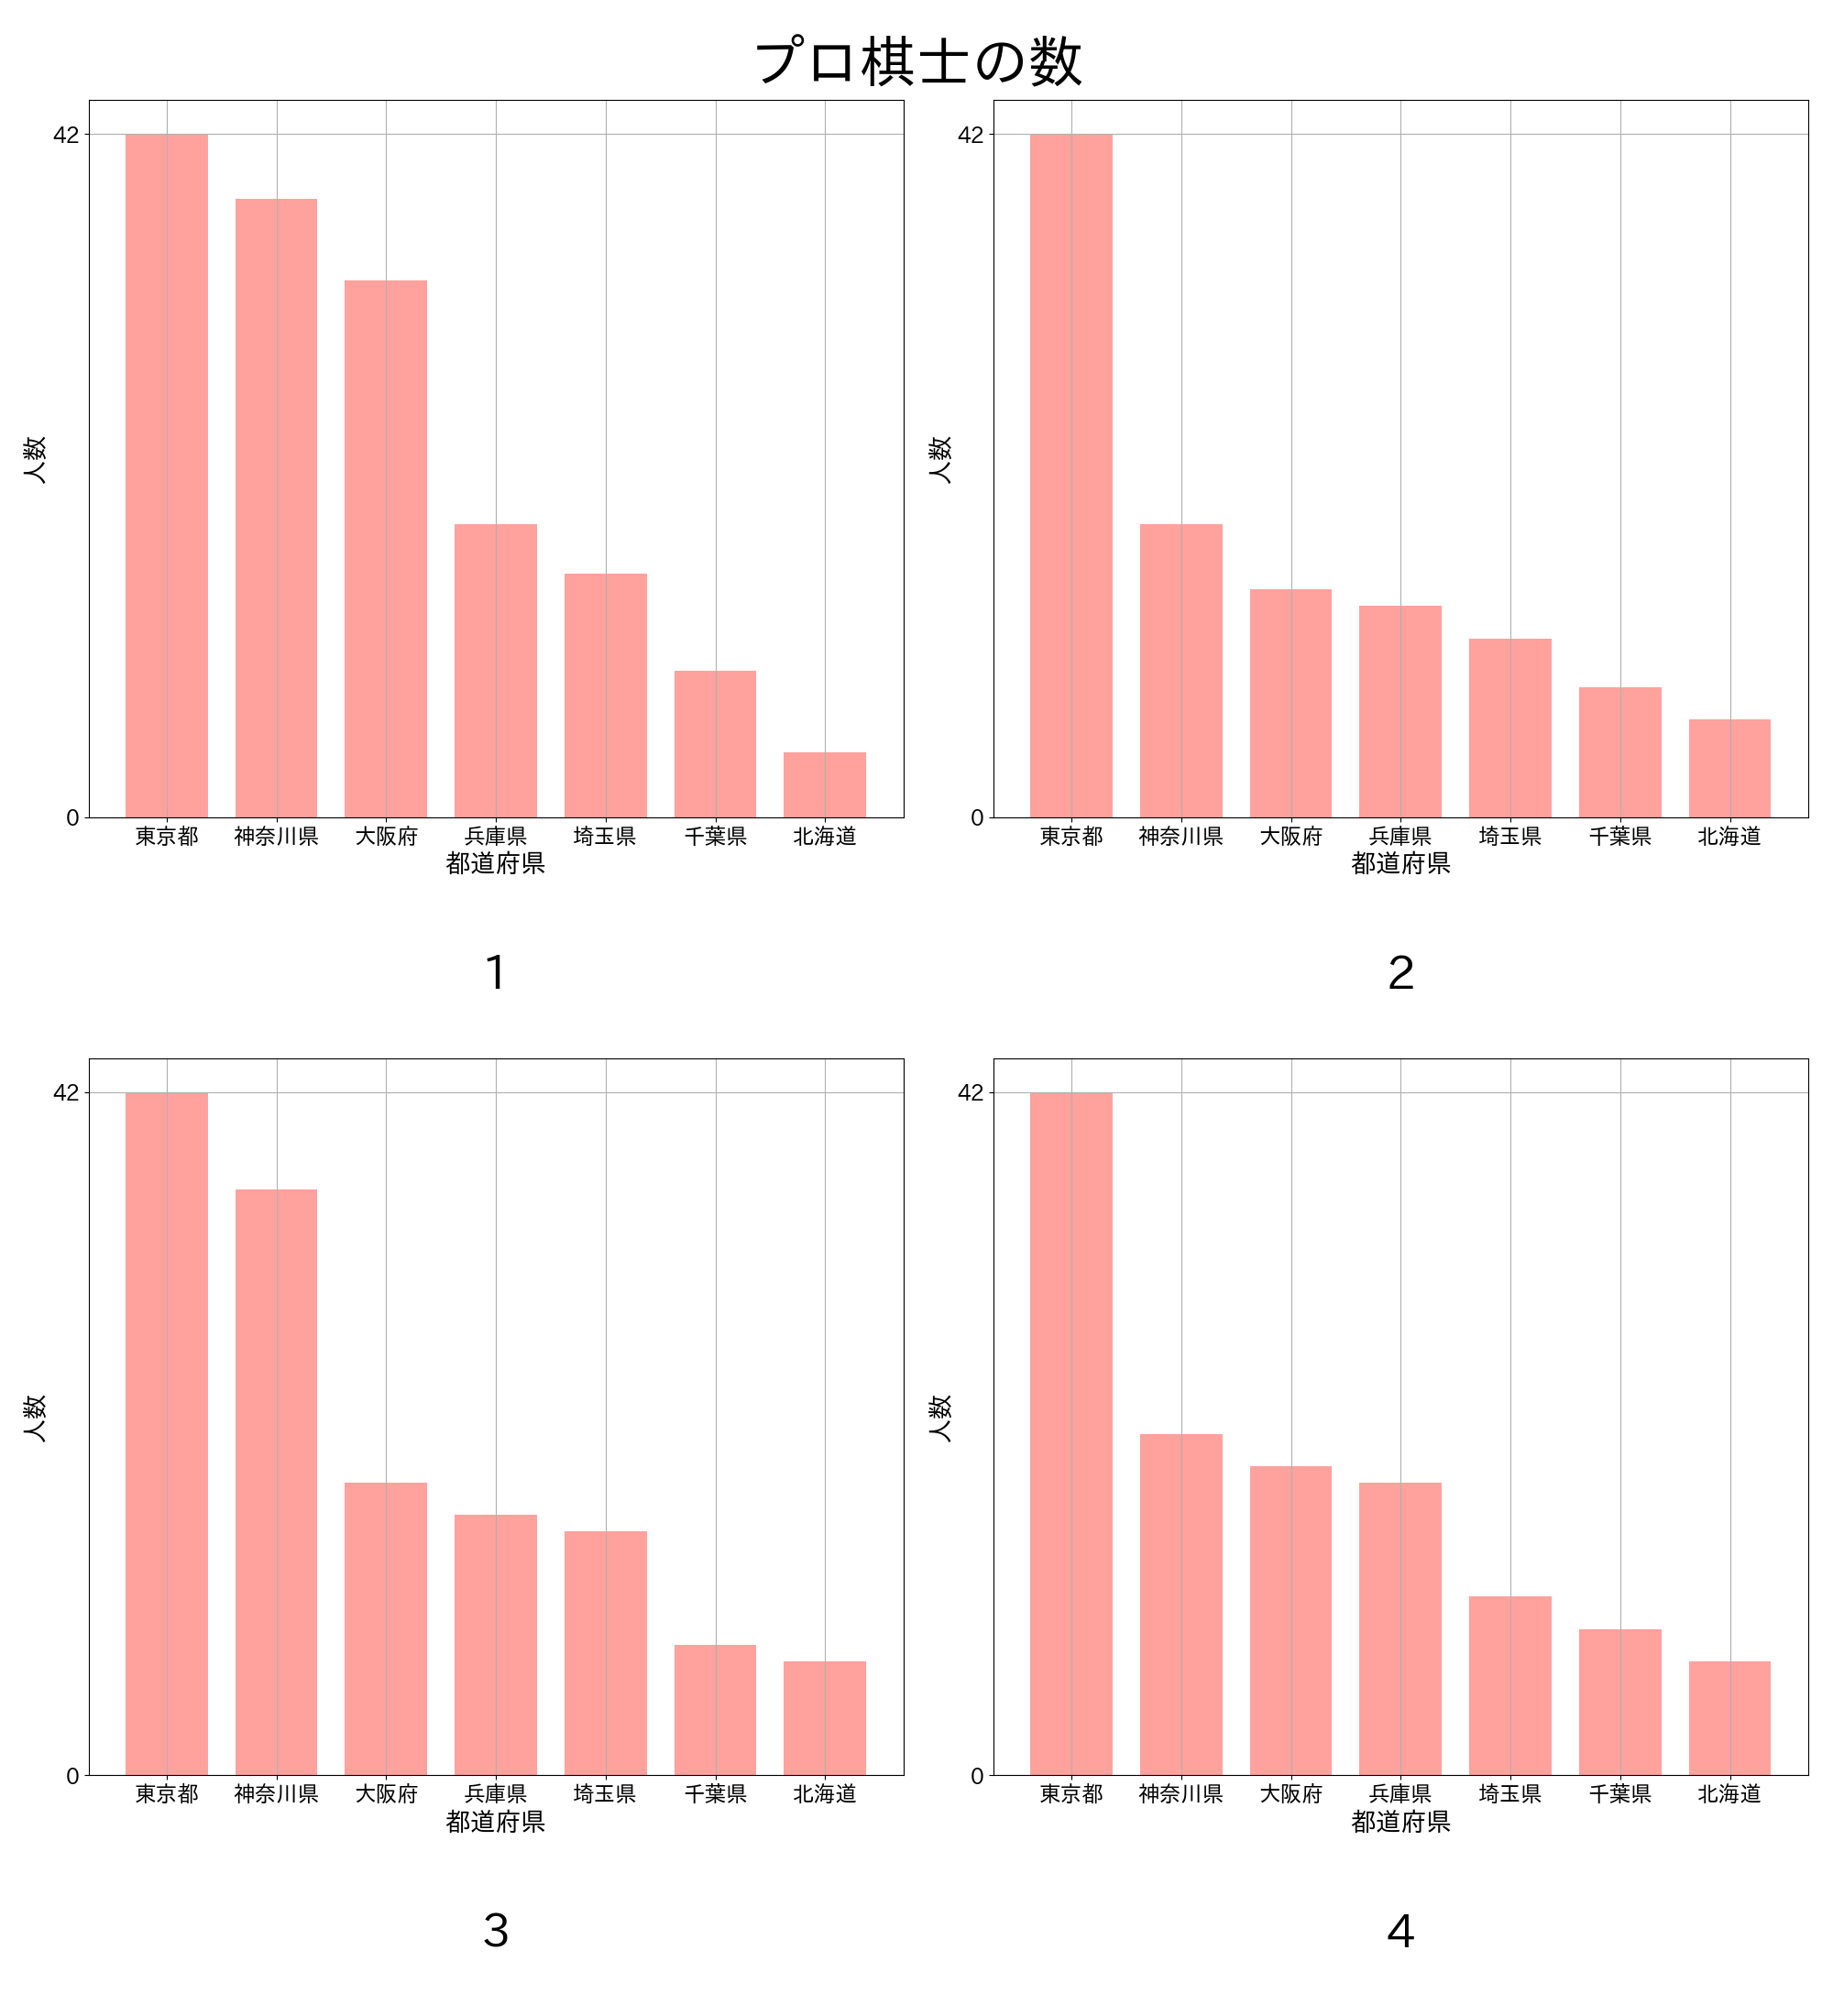 プロ棋士の数
42
人数
0
東京都 神奈川県 大阪府 兵庫県 埼玉県 千葉県 北海道
都道府県
1
42
人数
0
東京都 神奈川県 大阪府 兵庫県 埼玉県 千葉県 北海道
都道府県
2
42
人数
0
東京都 神奈川県 大阪府 兵庫県 埼玉県 千葉県 北海道
都道府県
3
42
人数
0
東京都 神奈川県 大阪府 兵庫県 埼玉県 千葉県 北海道
都道府県
4